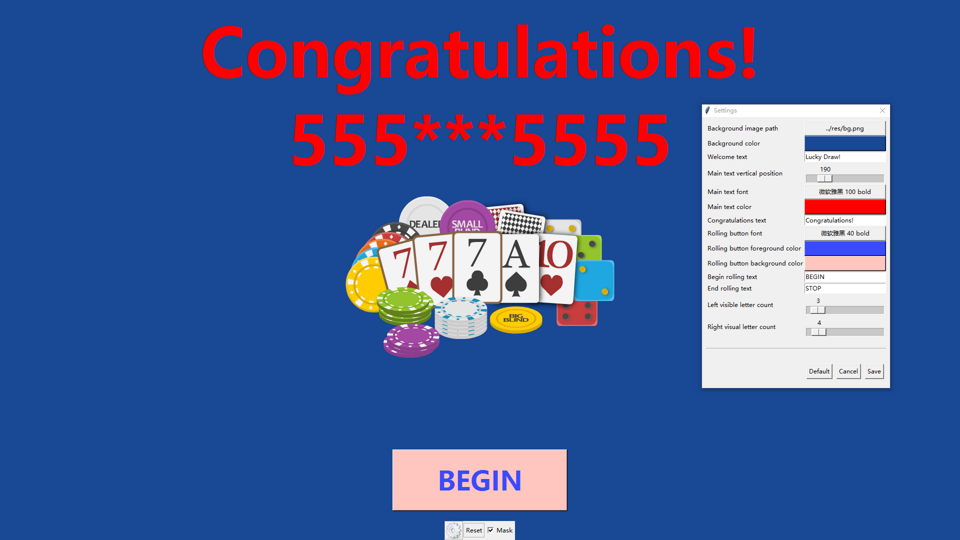 Congratulations!
555***5555
DEALER
SMALL
BLIND
7
7
7
A
10
BIG
BLIND
BEGIN
Reset
Mask
Settings
Background image path ../res/bg.png
Background color
Welcome text Lucky Draw!
190
Main text vertical position
Main text font 微软雅黑 100 bold
Main text color
Congratulations text Congratulations!
Rolling button font 微软雅黑 40 bold
Rolling button foreground color
Rolling button background color
Begin rolling text BEGIN
End rolling text STOP
3
Left visible letter count
4
Right visual letter count
Default Cancel Save